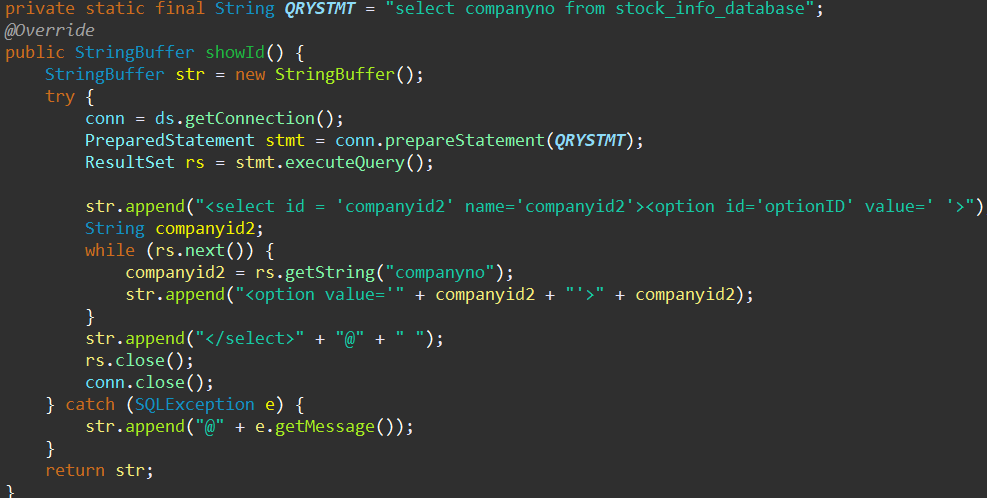 private static final String QRYSTMT = "select companyno from stock_info_database";
@Override
public StringBuffer showId() {
    StringBuffer str = new StringBuffer();
    try {
        conn = ds.getConnection();
        PreparedStatement stmt = conn.prepareStatement(QRYSTMT);
        ResultSet rs = stmt.executeQuery();

        str.append("<select id = 'companyid2' name='companyid2'><option id='optionID' value=' '>")
        String companyid2;
        while (rs.next()) {
            companyid2 = rs.getString("companyno");
            str.append("<option value='" + companyid2 + "'>" + companyid2);
        }
        str.append("</select>" + "@" + " ");
        rs.close();
        conn.close();
    } catch (SQLException e) {
        str.append("@" + e.getMessage());
    }
    return str;
}